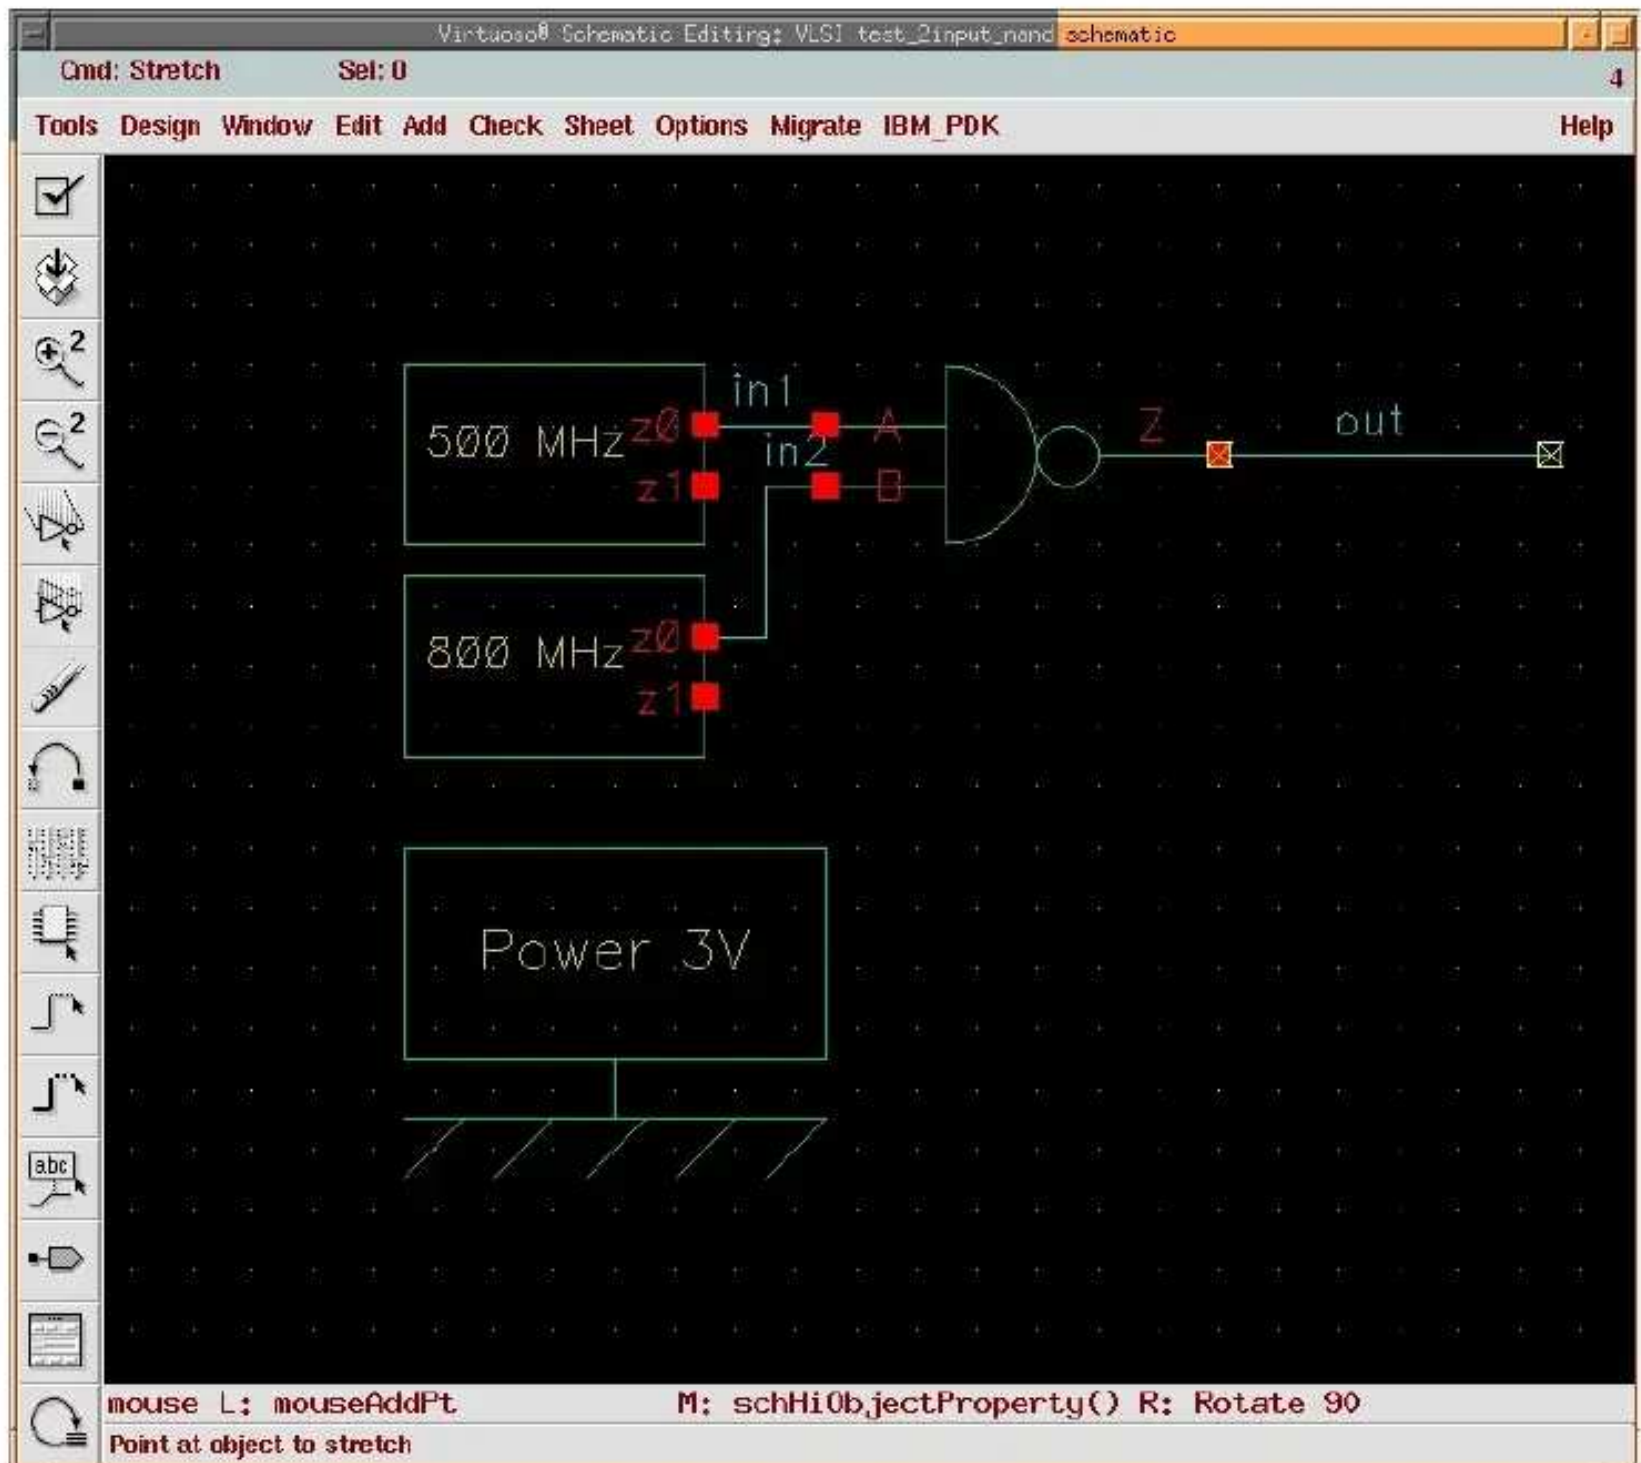 Virtuoso® Schematic Editing: VLSI test_2input_nand schematic
Cmd: Stretch Sel: 0 4
Tools Design Window Edit Add Check Sheet Options Migrate IBM_PDK Help
2
2
abc
in1
500 MHz z0 A Z out
in2
z1 B
800 MHz z0
z1
Power 3V
mouse L: mouseAddPt M: schHiObjectProperty() R: Rotate 90
Point at object to stretch